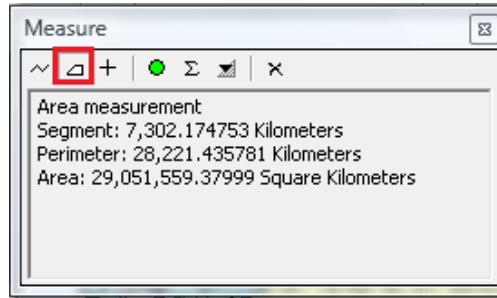 Measure
Σ
Area measurement
Segment: 7,302.174753 Kilometers
Perimeter: 28,221.435781 Kilometers
Area: 29,051,559.37999 Square Kilometers